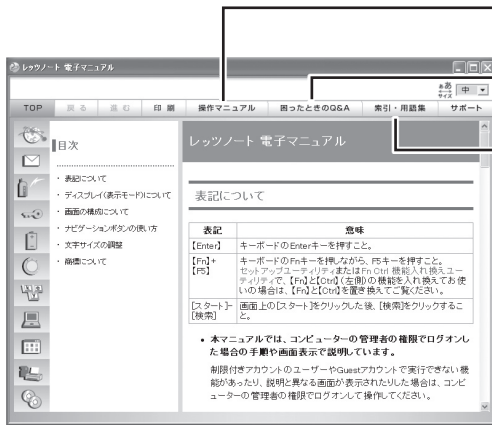 レッツノート 電子マニュアル
ああ
サイズ
中
TOP 戻る 進む 印刷 操作マニュアル 困ったときのQ&A 索引・用語集 サポート
目次
・ 表記について
・ ディスプレイ(表示モード)について
・ 画面の構成について
・ ナビゲーションボタンの使い方
・ 文字サイズの調整
・ 商標について
レッツノート 電子マニュアル
表記について
表記 意味
【Enter】 キーボードのEnterキーを押すこと。
【Fn】+ キーボードのFnキーを押しながら、F5キーを押すこと。
【F5】 セットアップユーティリティまたはFn Ctrl 機能入れ換えユー
ティリティで、【Fn】と【Ctrl】(左側)の機能を入れ換えてお使
いの場合は、【Fn】と【Ctrl】を置き換えてご覧ください。
[スタート]- 画面上の[スタート]をクリックした後、[検索]をクリックするこ
[検索] と。
• 本マニュアルでは、コンピューターの管理者の権限でログオンし
た場合の手順や画面表示で説明しています。
制限付きアカウントのユーザーやGuestアカウントで実行できない機
能があったり、説明と異なる画面が表示されたりした場合は、コンピ
ューターの管理者の権限でログオンして操作してください。